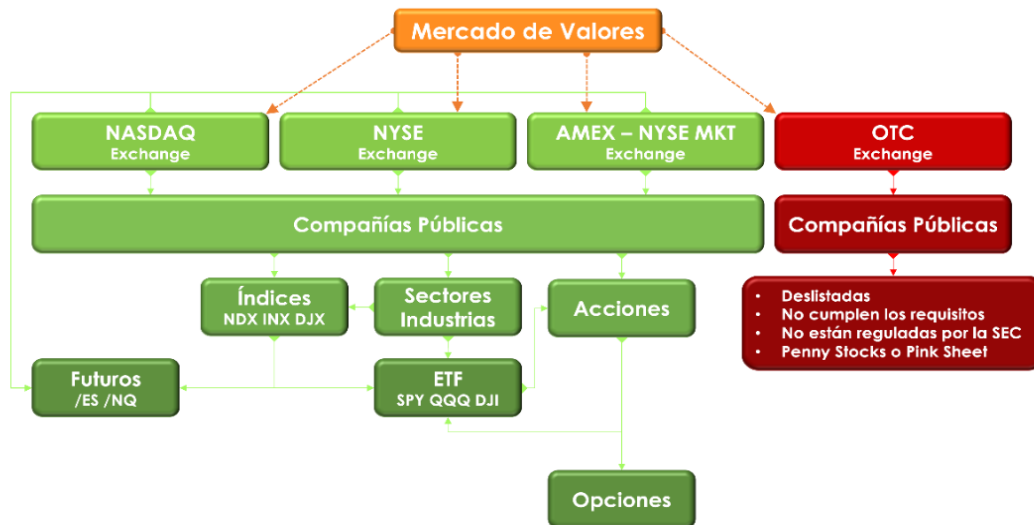 Mercado de Valores
NASDAQ
Exchange
NYSE
Exchange
AMEX – NYSE MKT
Exchange
OTC
Exchange
Compañías Públicas
Compañías Públicas
Índices
NDX INX DJX
Sectores
Industrias
Acciones
• Deslistadas
• No cumplen los requisitos
• No están reguladas por la SEC
• Penny Stocks o Pink Sheet
Futuros
/ES /NQ
ETF
SPY QQQ DJI
Opciones